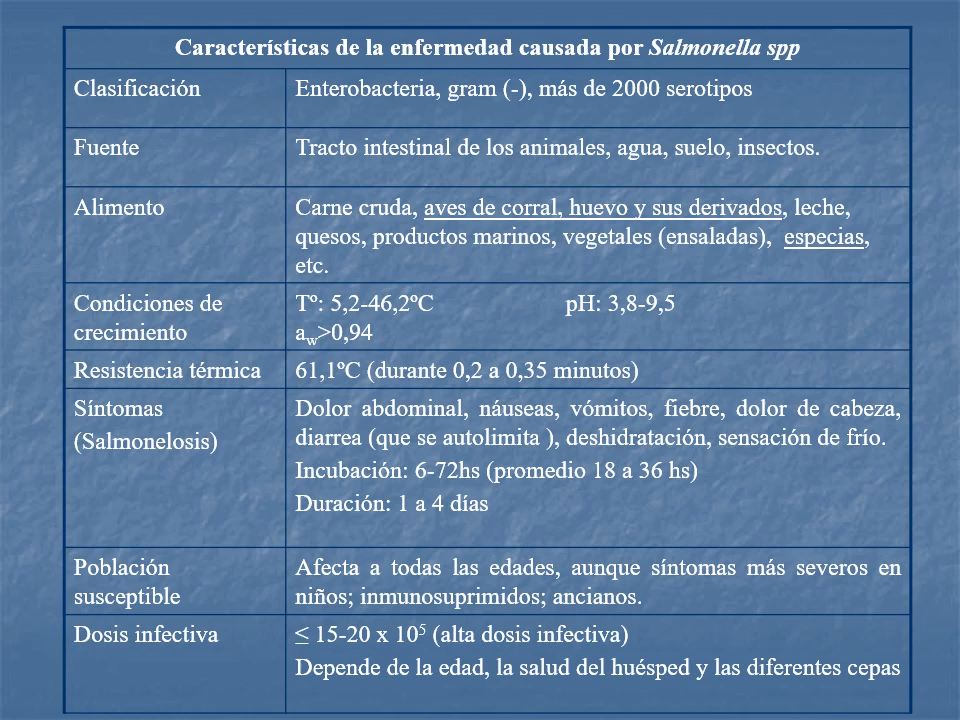 Características de la enfermedad causada por Salmonella spp
Clasificación
Enterobacteria, gram (-), más de 2000 serotipos
Fuente
Tracto intestinal de los animales, agua, suelo, insectos.
Alimento
Carne cruda, aves de corral, huevo y sus derivados, leche,
quesos, productos marinos, vegetales (ensaladas), especias,
etc.
Condiciones de
crecimiento
Tº: 5,2-46,2ºC pH: 3,8-9,5
aw>0,94
Resistencia térmica
61,1ºC (durante 0,2 a 0,35 minutos)
Síntomas
(Salmonelosis)
Dolor abdominal, náuseas, vómitos, fiebre, dolor de cabeza,
diarrea (que se autolimita ), deshidratación, sensación de frío.
Incubación: 6-72hs (promedio 18 a 36 hs)
Duración: 1 a 4 días
Población
susceptible
Afecta a todas las edades, aunque síntomas más severos en
niños; inmunosuprimidos; ancianos.
Dosis infectiva
≤ 15-20 x 10⁵ (alta dosis infectiva)
Depende de la edad, la salud del huésped y las diferentes cepas